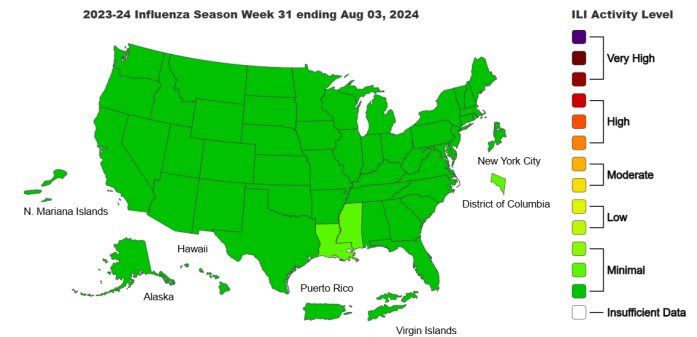 2023-24 Influenza Season Week 31 ending Aug 03, 2024
ILI Activity Level
Very High
High
New York City
Moderate
District of Columbia
N. Mariana Islands
Low
Hawaii
Minimal
Puerto Rico
Alaska
Insufficient Data
Virgin Islands